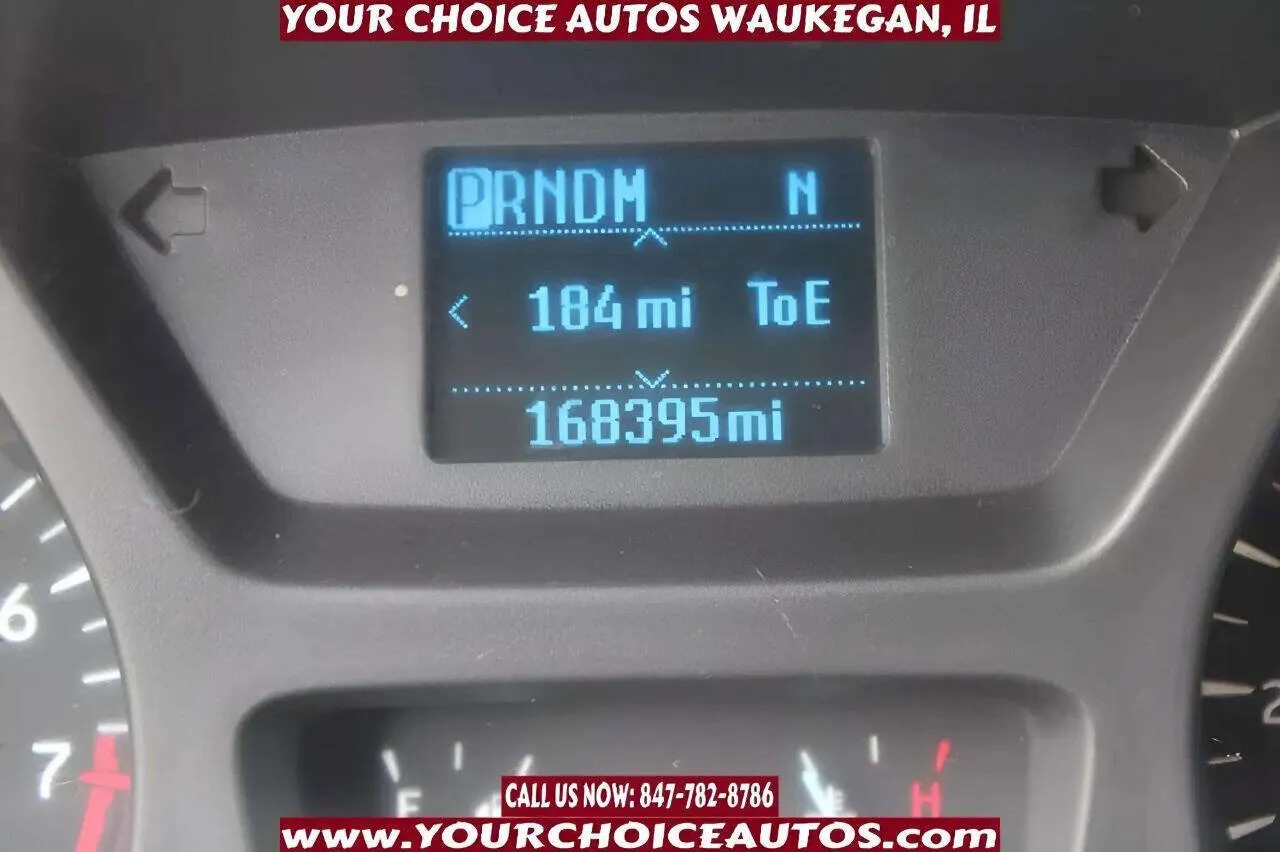 YOUR CHOICE AUTOS WAUKEGAN, IL
PRNDM N
184 mi ToE
168395mi
6
7
2
H
CALL US NOW: 847-782-8786
www.YOURCHOICEAUTOS.com